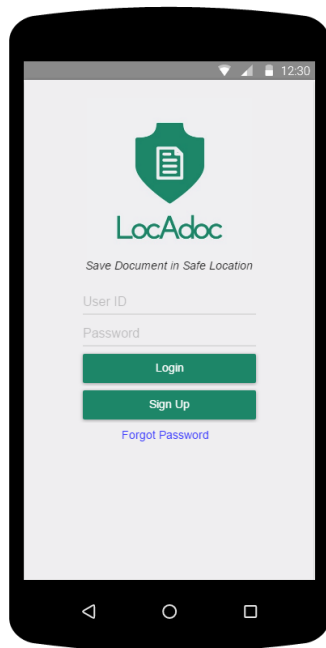 12:30
LocAdoc
Save Document in Safe Location
User ID
Password
Login
Sign Up
Forgot Password